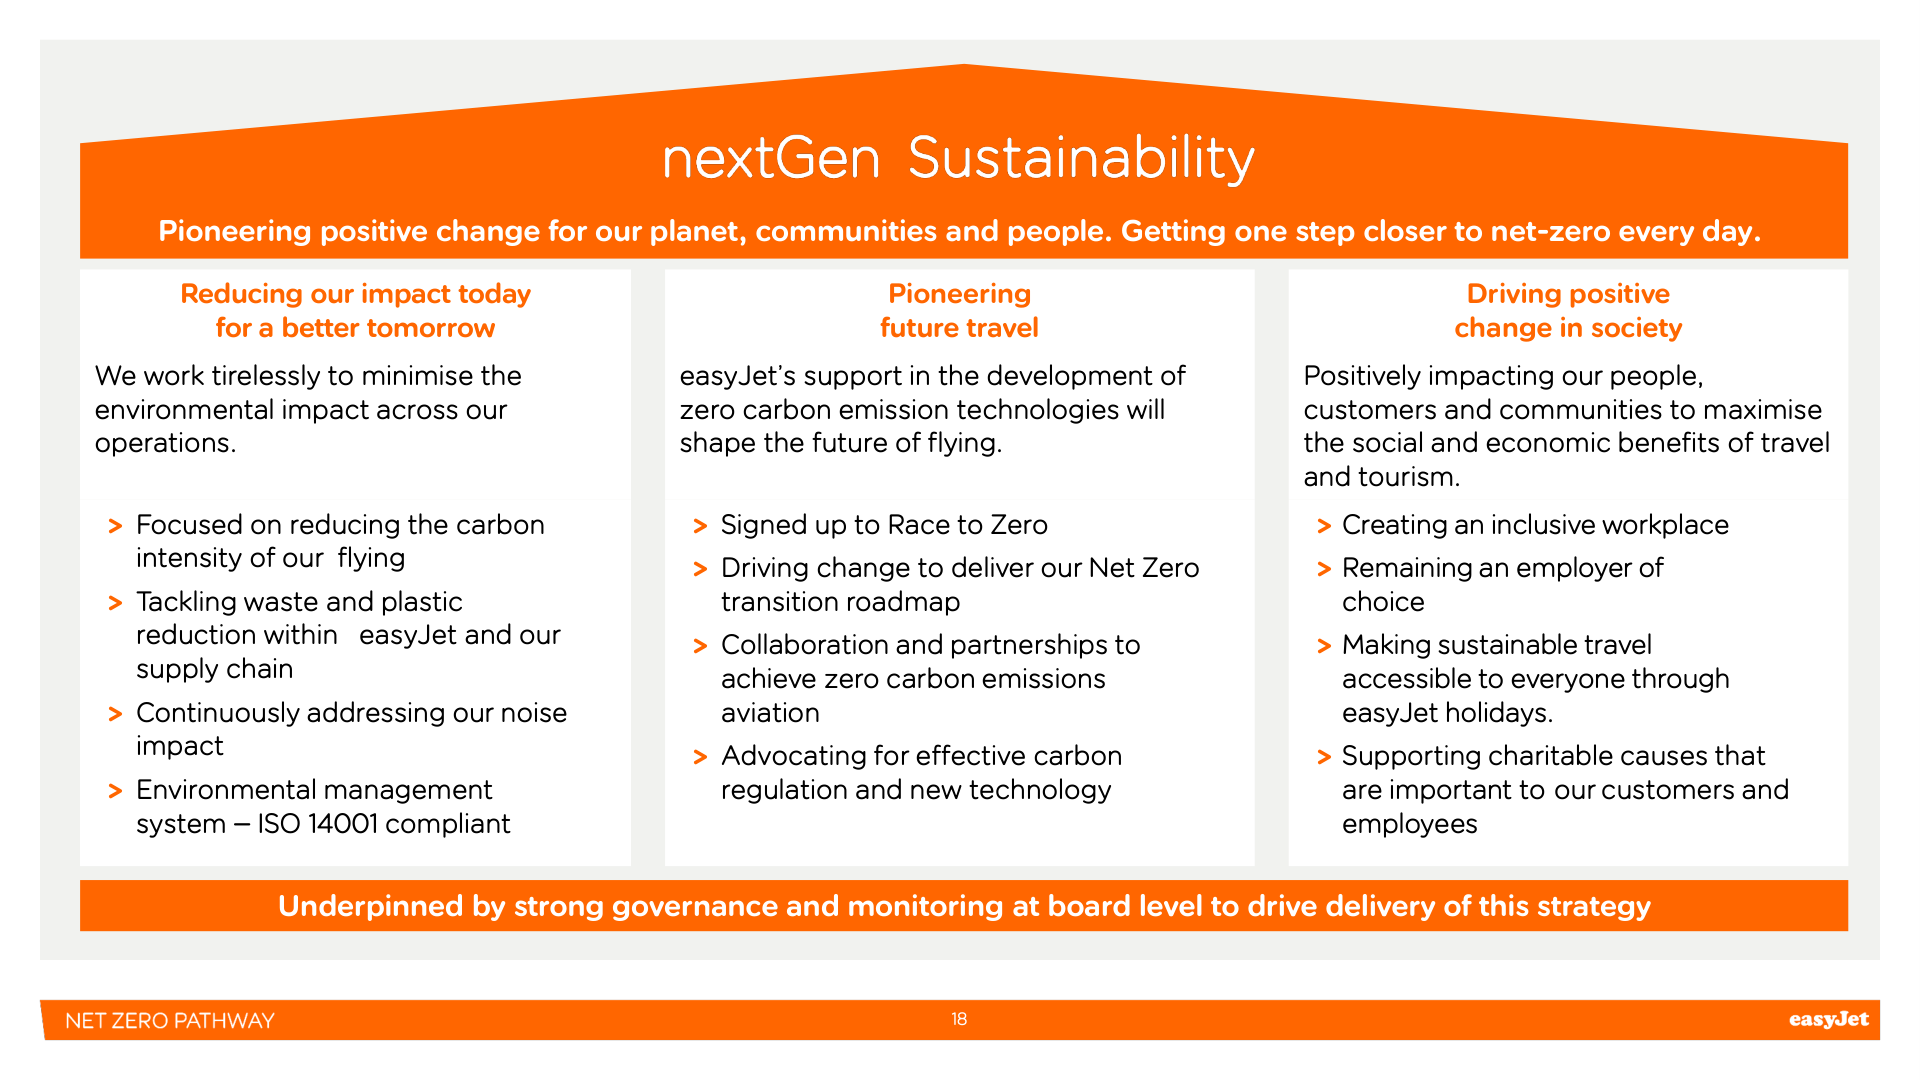 nextGen Sustainability
Pioneering positive change for our planet, communities and people. Getting one step closer to net-zero every day.
Reducing our impact today
for a better tomorrow
We work tirelessly to minimise the
environmental impact across our
operations.
> Focused on reducing the carbon
intensity of our flying
> Tackling waste and plastic
reduction within easyJet and our
supply chain
> Continuously addressing our noise
impact
> Environmental management
system – ISO 14001 compliant
Pioneering
future travel
easyJet's support in the development of
zero carbon emission technologies will
shape the future of flying.
> Signed up to Race to Zero
> Driving change to deliver our Net Zero
transition roadmap
> Collaboration and partnerships to
achieve zero carbon emissions
aviation
> Advocating for effective carbon
regulation and new technology
Driving positive
change in society
Positively impacting our people,
customers and communities to maximise
the social and economic benefits of travel
and tourism.
> Creating an inclusive workplace
> Remaining an employer of
choice
> Making sustainable travel
accessible to everyone through
easyJet holidays.
> Supporting charitable causes that
are important to our customers and
employees
Underpinned by strong governance and monitoring at board level to drive delivery of this strategy
NET ZERO PATHWAY
18
easyJet